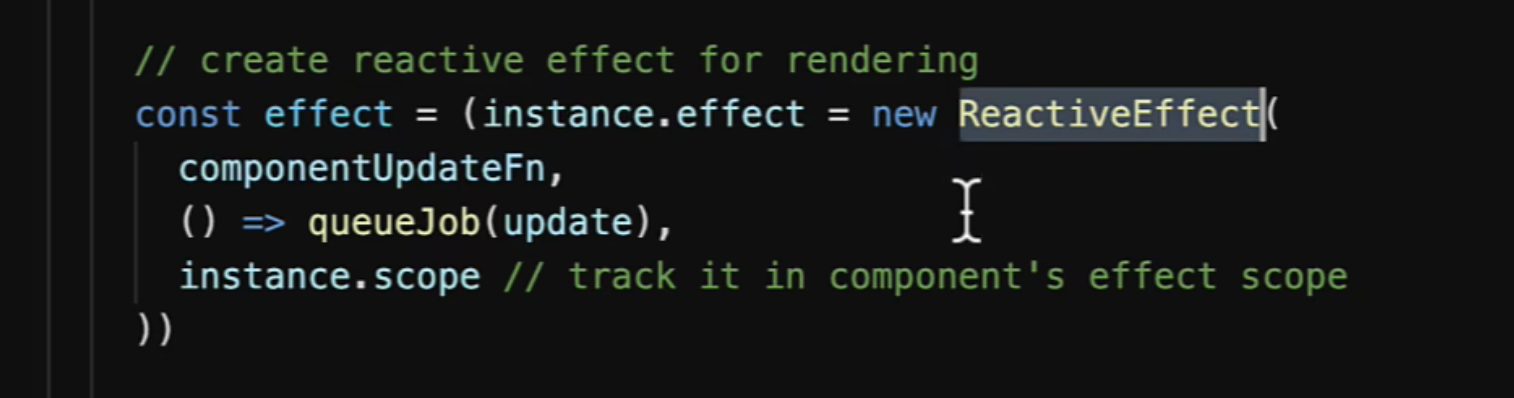 // create reactive effect for rendering
const effect = (instance.effect = new ReactiveEffect(
componentUpdateFn,
() => queueJob(update),
instance.scope // track it in component's effect scope
))